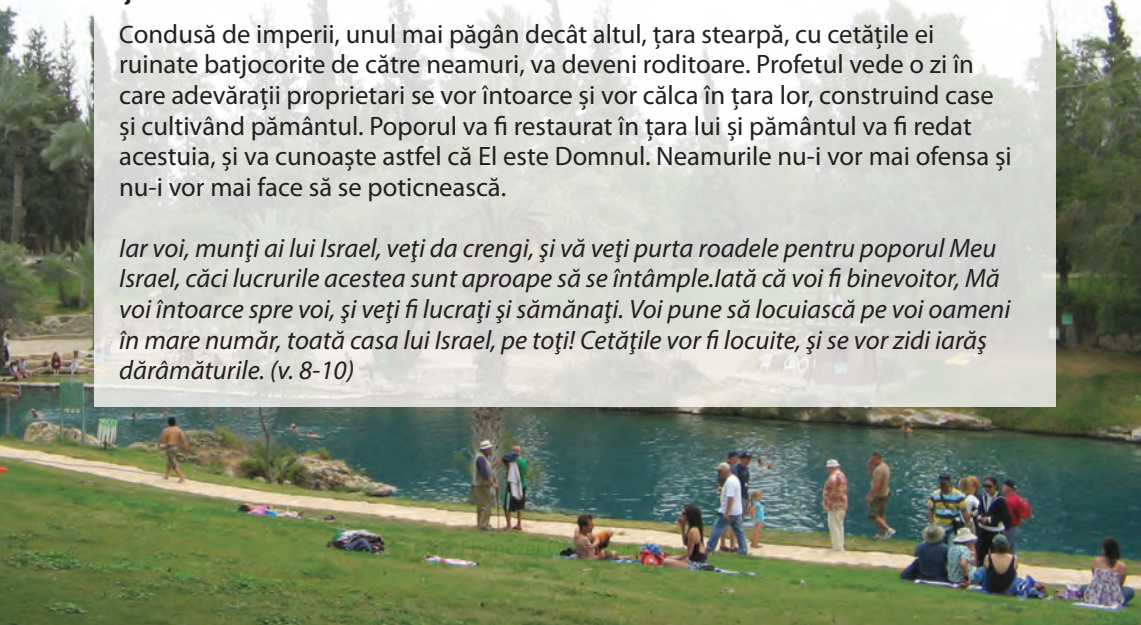 Condusă de imperii, unul mai păgân decât altul, țara stearpă, cu cetățile ei
ruinate batjocorite de către neamuri, va deveni roditoare. Profetul vede o zi în
care adevărații proprietari se vor întoarce și vor călca în țara lor, construind case
și cultivând pământul. Poporul va fi restaurat în țara lui și pământul va fi redat
acestuia, și va cunoaște astfel că El este Domnul. Neamurile nu-i vor mai ofensa și
nu-i vor mai face să se poticnească.
Iar voi, munţi ai lui Israel, veţi da crengi, şi vă veţi purta roadele pentru poporul Meu
Israel, căci lucrurile acestea sunt aproape să se întâmple.Iată că voi fi binevoitor, Mă
voi întoarce spre voi, şi veţi fi lucraţi şi sămănaţi. Voi pune să locuiască pe voi oameni
în mare număr, toată casa lui Israel, pe toţi! Cetăţile vor fi locuite, şi se vor zidi iarăş
dărâmăturile. (v. 8-10)